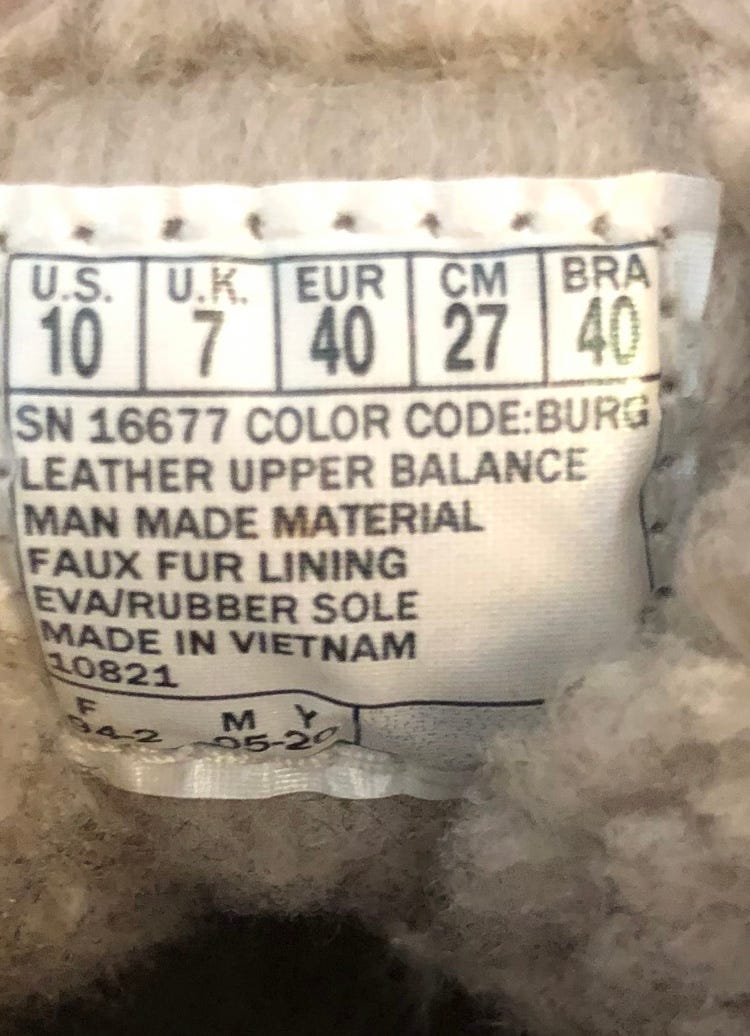 U.S. U.K. EUR CM BRA
10 7 40 27 40
SN 16677 COLOR CODE:BURG
LEATHER UPPER BALANCE
MAN MADE MATERIAL
FAUX FUR LINING
EVA/RUBBER SOLE
MADE IN VIETNAM
10821
F M Y